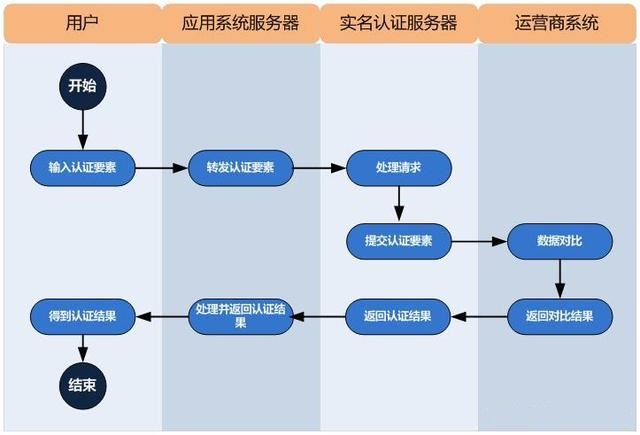 用户
应用系统服务器
实名认证服务器
运营商系统
开始
输入认证要素
转发认证要素
处理请求
提交认证要素
数据对比
得到认证结果
处理并返回认证结
果
返回认证结果
返回对比结果
结束